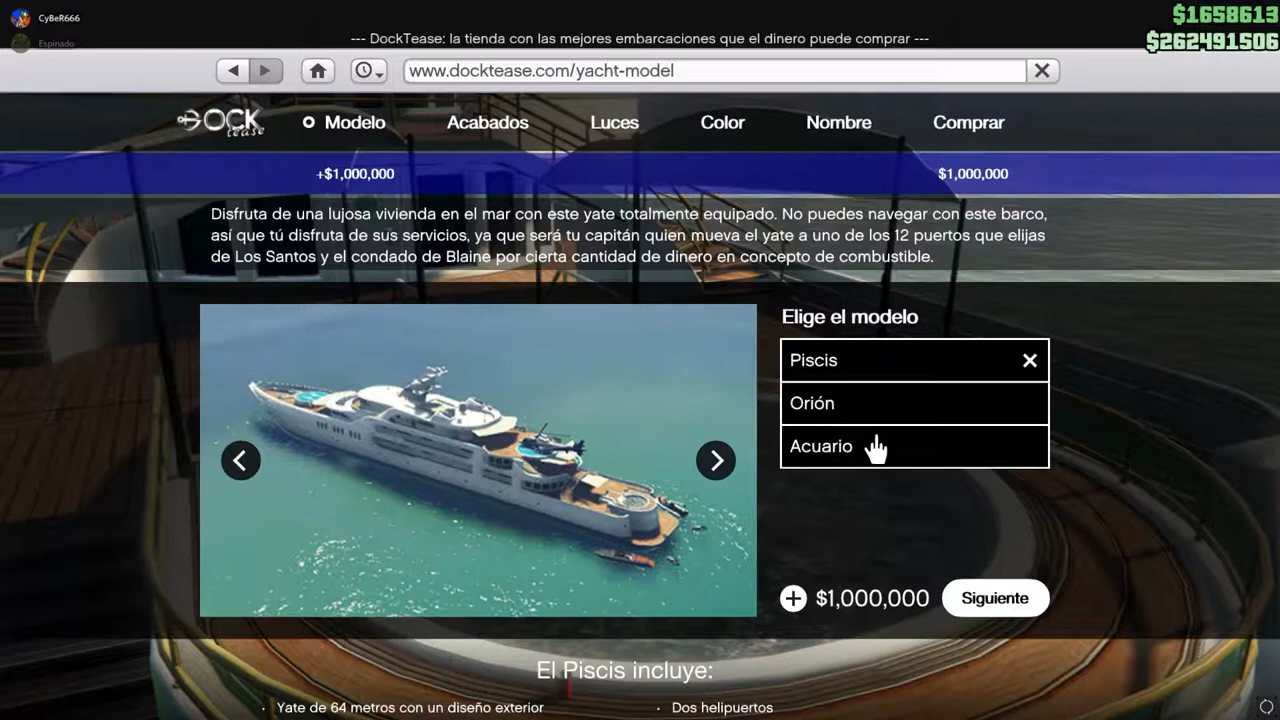 CyBeR666
Espinado
$1658613
$262491506
--- DockTease: la tienda con las mejores embarcaciones que el dinero puede comprar ---
www.docktease.com/yacht-model
DOCK tease
Modelo Acabados Luces Color Nombre Comprar
+$1,000,000 $1,000,000
Disfruta de una lujosa vivienda en el mar con este yate totalmente equipado. No puedes navegar con este barco,
así que tú disfruta de sus servicios, ya que será tu capitán quien mueva el yate a uno de los 12 puertos que elijas
de Los Santos y el condado de Blaine por cierta cantidad de dinero en concepto de combustible.
Elige el modelo
Piscis
Orión
Acuario
$1,000,000 Siguiente
El Piscis incluye:
· Yate de 64 metros con un diseño exterior
· Dos helipuertos